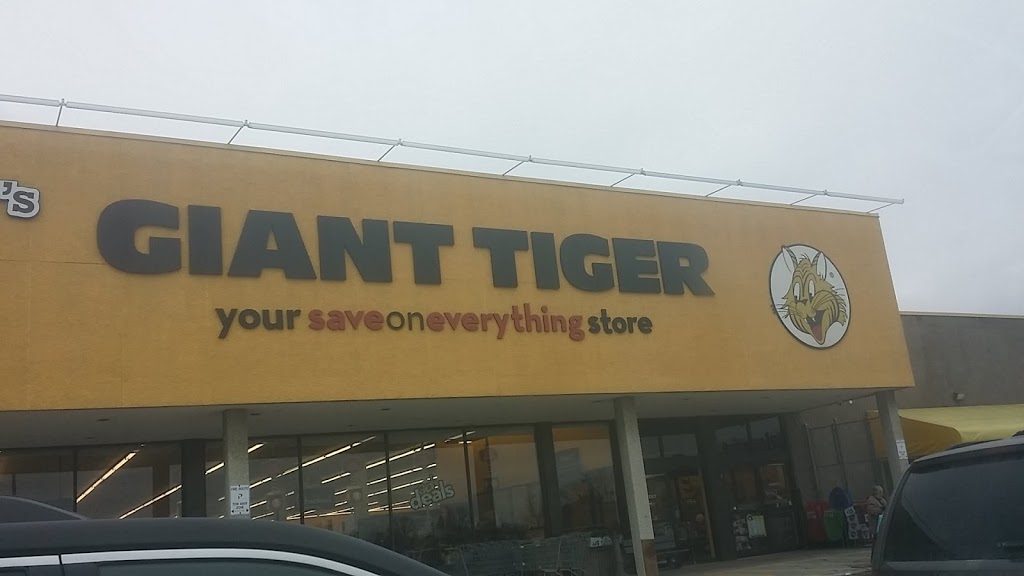 's
GIANT TIGER
your saveoneverything store
deals